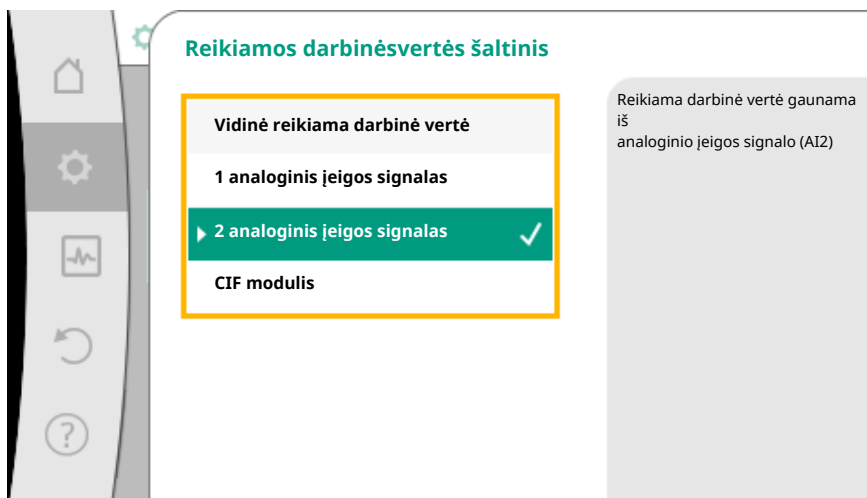 Reikiamos darbinėsvertės šaltinis
Vidinė reikiama darbinė vertė
1 analoginis įeigos signalas
2 analoginis įeigos signalas
CIF modulis
Reikiama darbinė vertė gaunama
iš
analoginio įeigos signalo (AI2)
?